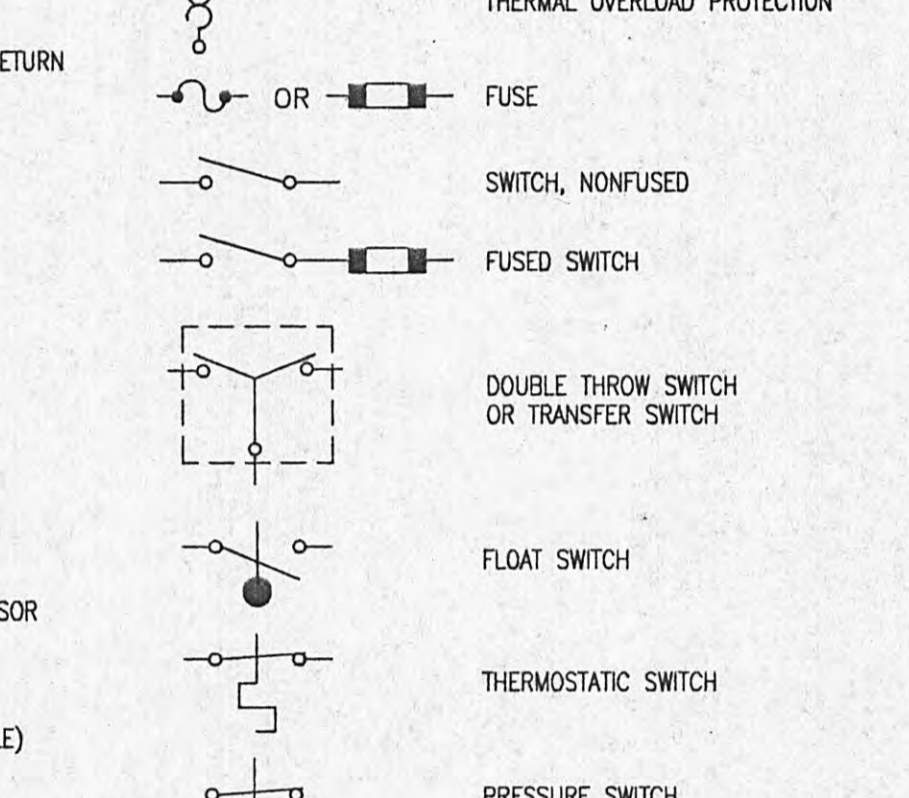 THERMAL OVERLOAD PROTECTION
ETURN
OR
FUSE
SWITCH, NONFUSED
FUSED SWITCH
DOUBLE THROW SWITCH
OR TRANSFER SWITCH
FLOAT SWITCH
SOR
THERMOSTATIC SWITCH
LE)
PRESSURE SWITCH